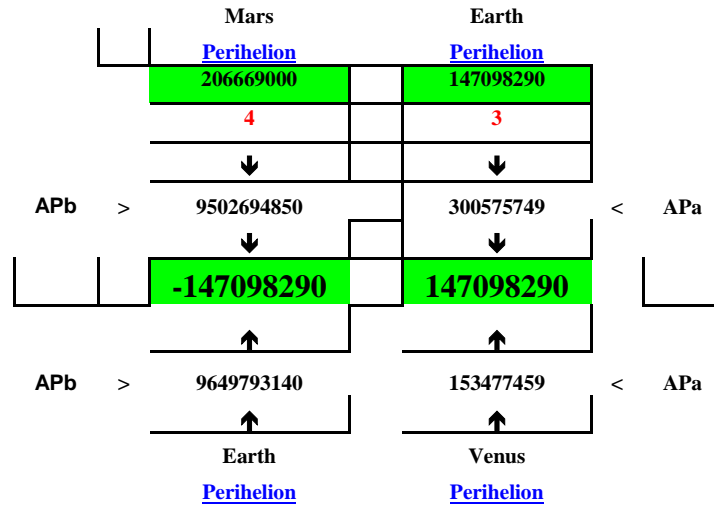 Mars Earth
Perihelion Perihelion
206669000 147098290
4 3
🡫 🡫
APb > 9502694850 300575749 < APa
🡫 🡫
-147098290 147098290
🡩 🡩
APb > 9649793140 153477459 < APa
🡩 🡩
Earth Venus
Perihelion Perihelion